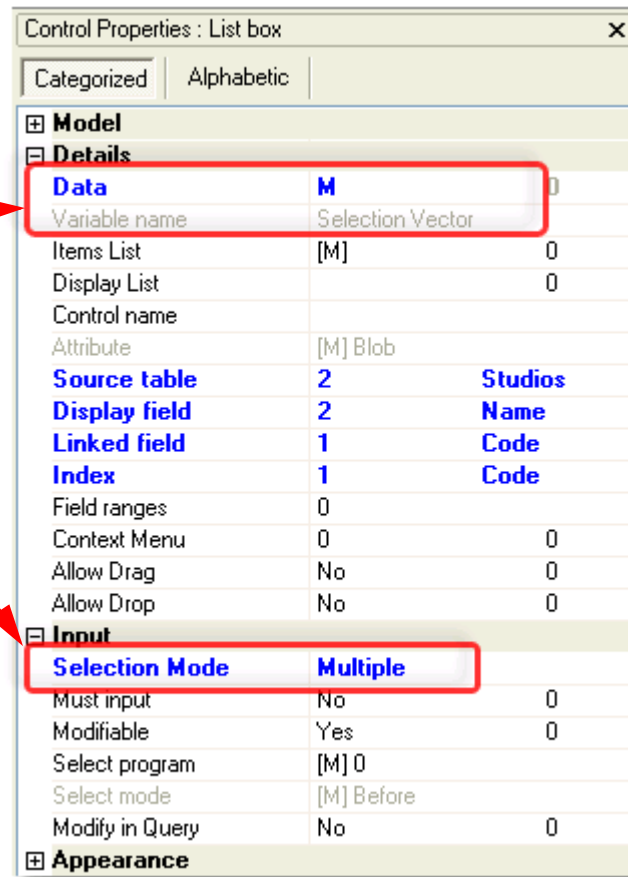 Control Properties : List box
Categorized Alphabetic
Model
Details
Data M 0
Variable name Selection Vector
Items List [M] 0
Display List 0
Control name
Attribute [M] Blob
Source table 2 Studios
Display field 2 Name
Linked field 1 Code
Index 1 Code
Field ranges 0
Context Menu 0 0
Allow Drag No 0
Allow Drop No 0
Input
Selection Mode Multiple
Must input No 0
Modifiable Yes 0
Select program [M] 0
Select mode [M] Before
Modify in Query No 0
Appearance